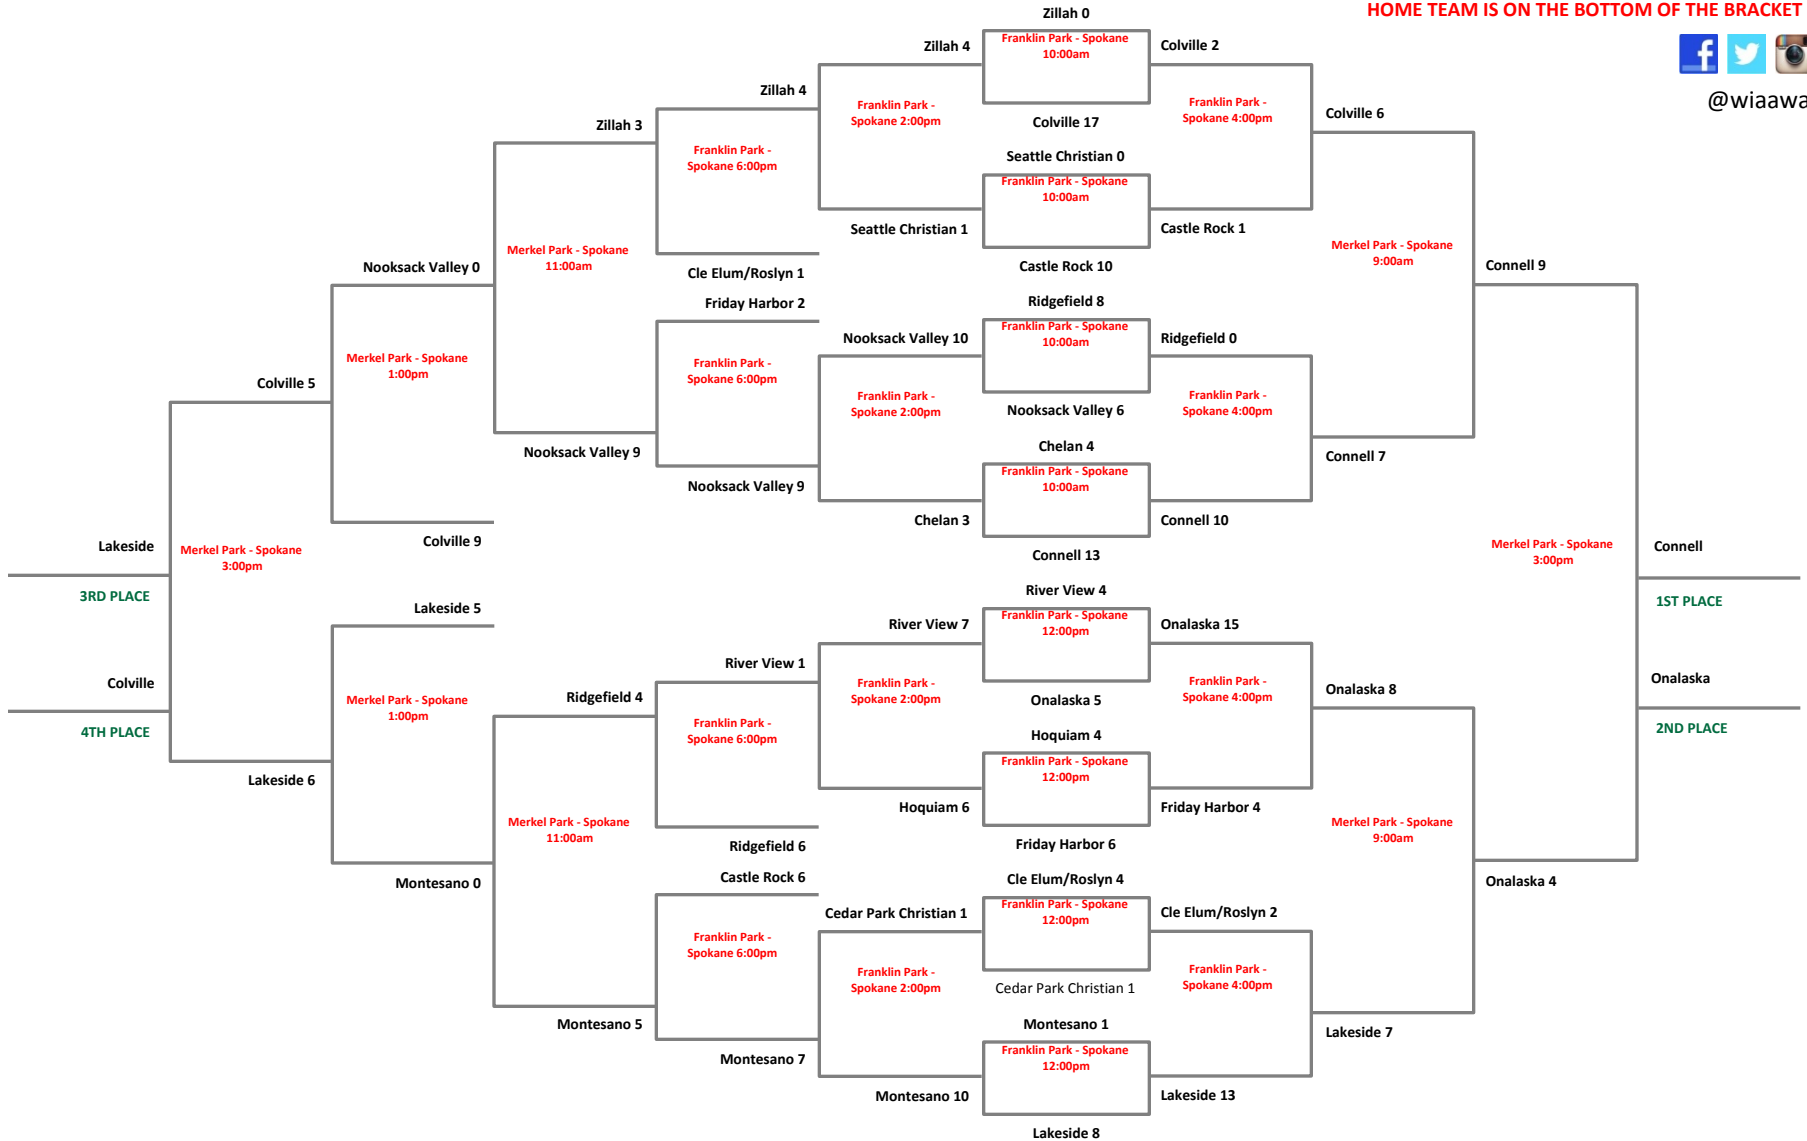 HOME TEAM IS ON THE BOTTOM OF THE BRACKET
@wiaawa
Zillah 0
Franklin Park - Spokane
10:00am
Colville 17
Seattle Christian 0
Franklin Park - Spokane
10:00am
Castle Rock 10
Ridgefield 8
Franklin Park - Spokane
10:00am
Nooksack Valley 6
Chelan 4
Franklin Park - Spokane
10:00am
Connell 13
River View 4
Franklin Park - Spokane
12:00pm
Onalaska 5
Hoquiam 4
Franklin Park - Spokane
12:00pm
Friday Harbor 6
Cle Elum/Roslyn 4
Franklin Park - Spokane
12:00pm
Cedar Park Christian 1
Montesano 1
Franklin Park - Spokane
12:00pm
Lakeside 8
Colville 2
Franklin Park -
Spokane 4:00pm
Castle Rock 1
Ridgefield 0
Franklin Park -
Spokane 4:00pm
Connell 10
Onalaska 15
Franklin Park -
Spokane 4:00pm
Friday Harbor 4
Cle Elum/Roslyn 2
Franklin Park -
Spokane 4:00pm
Lakeside 13
Colville 6
Merkel Park - Spokane
9:00am
Connell 7
Onalaska 8
Merkel Park - Spokane
9:00am
Lakeside 7
Connell 9
Merkel Park - Spokane
3:00pm
Onalaska 4
Connell
1ST PLACE
Onalaska
2ND PLACE
Zillah 4
Franklin Park -
Spokane 2:00pm
Seattle Christian 1
Nooksack Valley 10
Franklin Park -
Spokane 2:00pm
Chelan 3
River View 7
Franklin Park -
Spokane 2:00pm
Hoquiam 6
Cedar Park Christian 1
Franklin Park -
Spokane 2:00pm
Montesano 10
Zillah 4
Franklin Park -
Spokane 6:00pm
Cle Elum/Roslyn 1
Friday Harbor 2
Franklin Park -
Spokane 6:00pm
Nooksack Valley 9
River View 1
Franklin Park -
Spokane 6:00pm
Ridgefield 6
Castle Rock 6
Franklin Park -
Spokane 6:00pm
Montesano 7
Zillah 3
Merkel Park - Spokane
11:00am
Nooksack Valley 9
Ridgefield 4
Merkel Park - Spokane
11:00am
Montesano 5
Nooksack Valley 0
Merkel Park - Spokane
1:00pm
Colville 9
Lakeside 5
Merkel Park - Spokane
1:00pm
Montesano 0
Colville 5
Merkel Park - Spokane
3:00pm
Lakeside 6
Lakeside
3RD PLACE
Colville
4TH PLACE